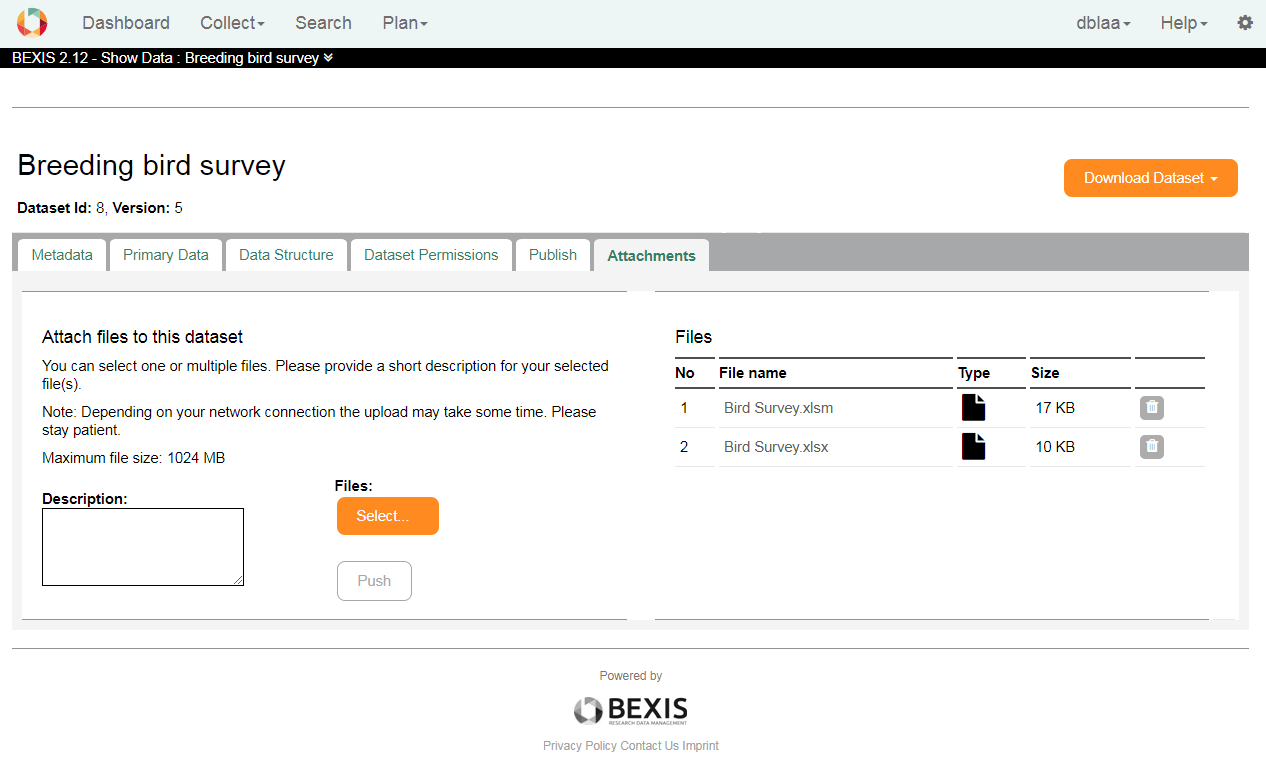 Dashboard Collect Search Plan dblaa Help
BEXIS 2.12 - Show Data : Breeding bird survey
Breeding bird survey
Download Dataset
Dataset Id: 8, Version: 5
Metadata Primary Data Data Structure Dataset Permissions Publish Attachments
Attach files to this dataset
You can select one or multiple files. Please provide a short description for your selected
file(s).
Note: Depending on your network connection the upload may take some time. Please
stay patient.
Maximum file size: 1024 MB
Description:
Files:
Select...
Push
Files
No File name Type Size
1 Bird Survey.xlsm 17 KB
2 Bird Survey.xlsx 10 KB
Powered by
BEXIS
RESEARCH DATA MANAGEMENT
Privacy Policy Contact Us Imprint